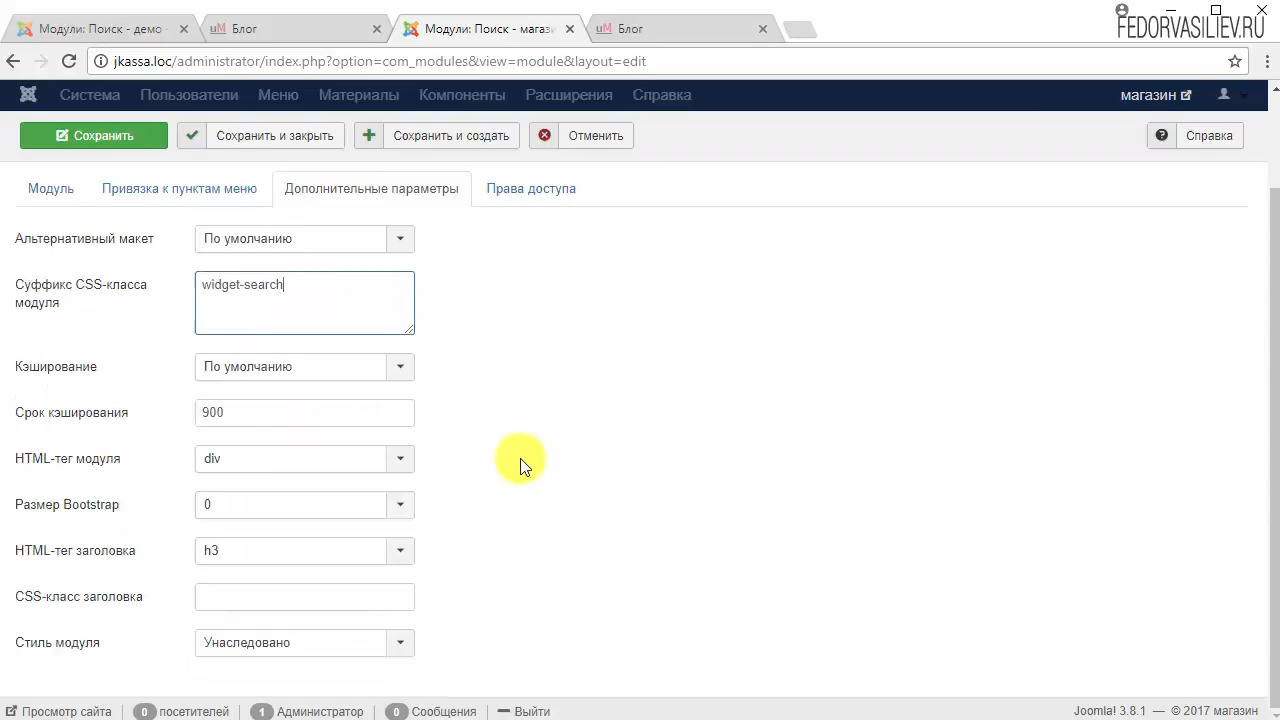 Модули: Поиск - демо
Блог
Модули: Поиск - магаз
Блог
FEDORVASILIEV.RU
jkassa.loc/administrator/index.php?option=com_modules&view=module&layout=edit
Система
Пользователи
Меню
Материалы
Компоненты
Расширения
Справка
магазин
Сохранить
Сохранить и закрыть
Сохранить и создать
Отменить
Справка
Модуль
Привязка к пунктам меню
Дополнительные параметры
Права доступа
Альтернативный макет
По умолчанию
Суффикс CSS-класса
модуля
widget-search
Кэширование
По умолчанию
Срок кэширования
900
HTML-тег модуля
div
Размер Bootstrap
0
HTML-тег заголовка
h3
CSS-класс заголовка
Стиль модуля
Унаследовано
Просмотр сайта
0 посетителей
1 Администратор
0 Сообщения
Выйти
Joomla! 3.8.1 — © 2017 магазин